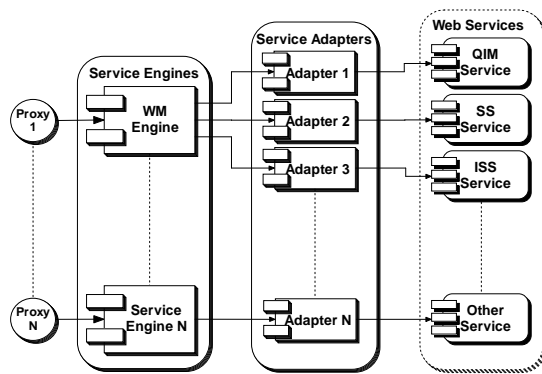 Web Services
Service Adapters
Service Engines
Proxy
1
WM
Engine
Adapter 1
QIM
Service
Adapter 2
SS
Service
Adapter 3
ISS
Service
Proxy
N
Service
Engine N
Adapter N
Other
Service